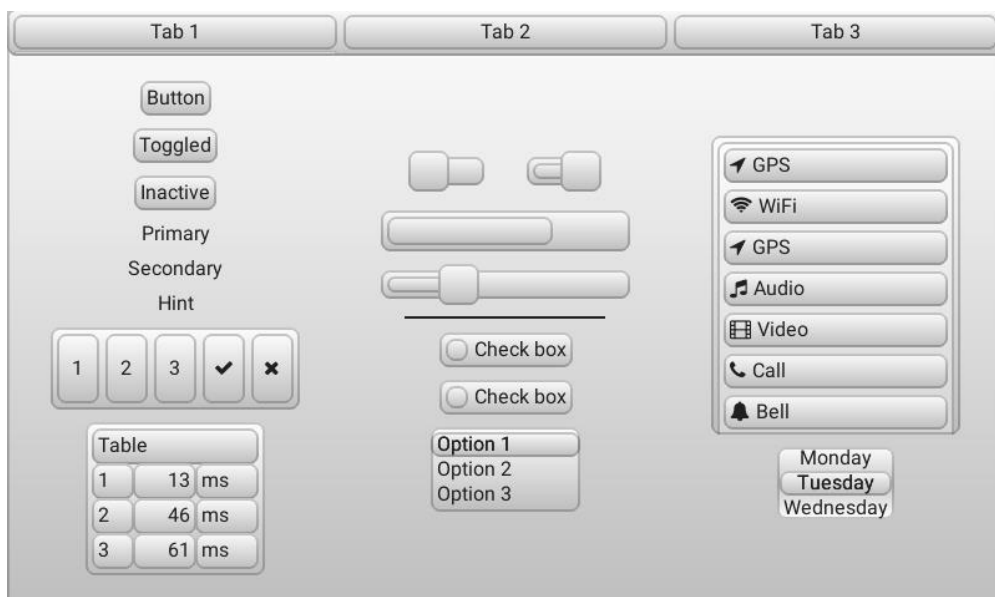 Tab 1 Tab 2 Tab 3
Button
Toggled
Inactive
Primary
Secondary
Hint
1 2 3
Table
1 13 ms
2 46 ms
3 61 ms
Check box
Check box
Option 1
Option 2
Option 3
GPS
WiFi
GPS
Audio
Video
Call
Bell
Monday
Tuesday
Wednesday